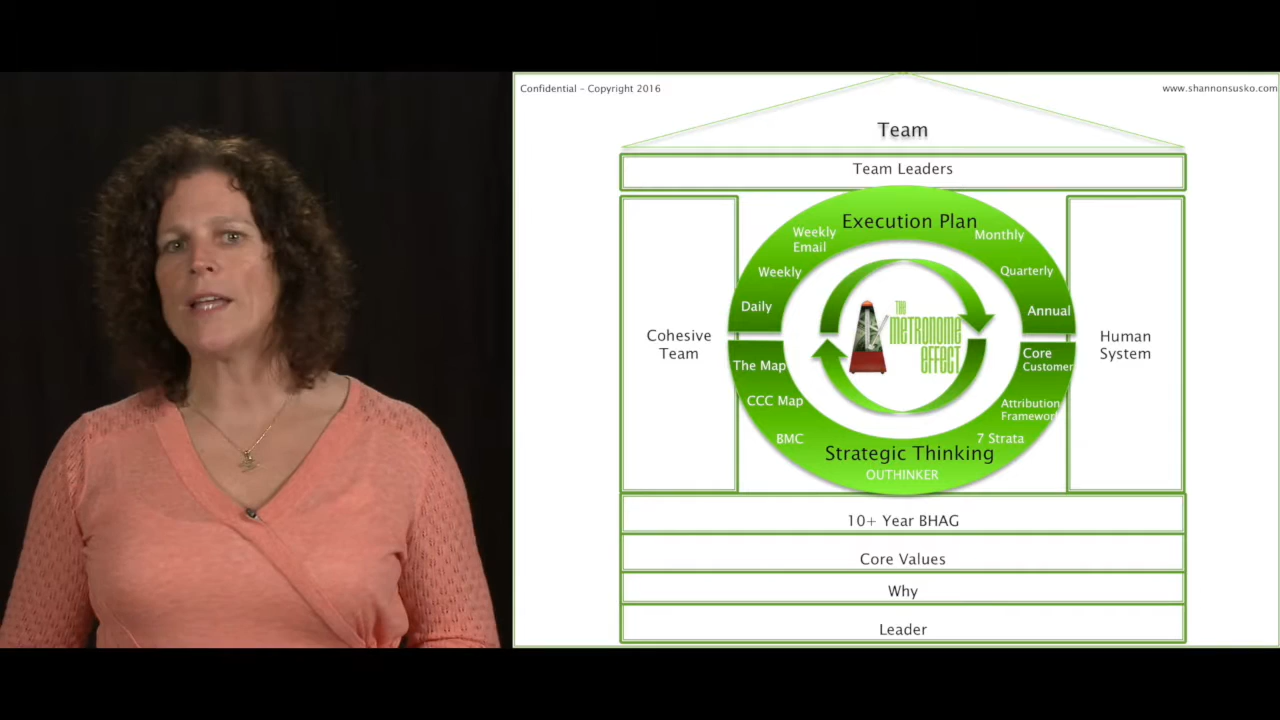 Confidential - Copyright 2016
www.shannonsusko.com
Team
Team Leaders
Execution Plan
Weekly
Email
Monthly
Weekly
Quarterly
Daily
Annual
THE
METRONOME
EFFECT
Cohesive
Team
Human
System
The Map
Core
Customer
CCC Map
Attribution
Framework
BMC
7 Strata
Strategic Thinking
OUTHINKER
10+ Year BHAG
Core Values
Why
Leader